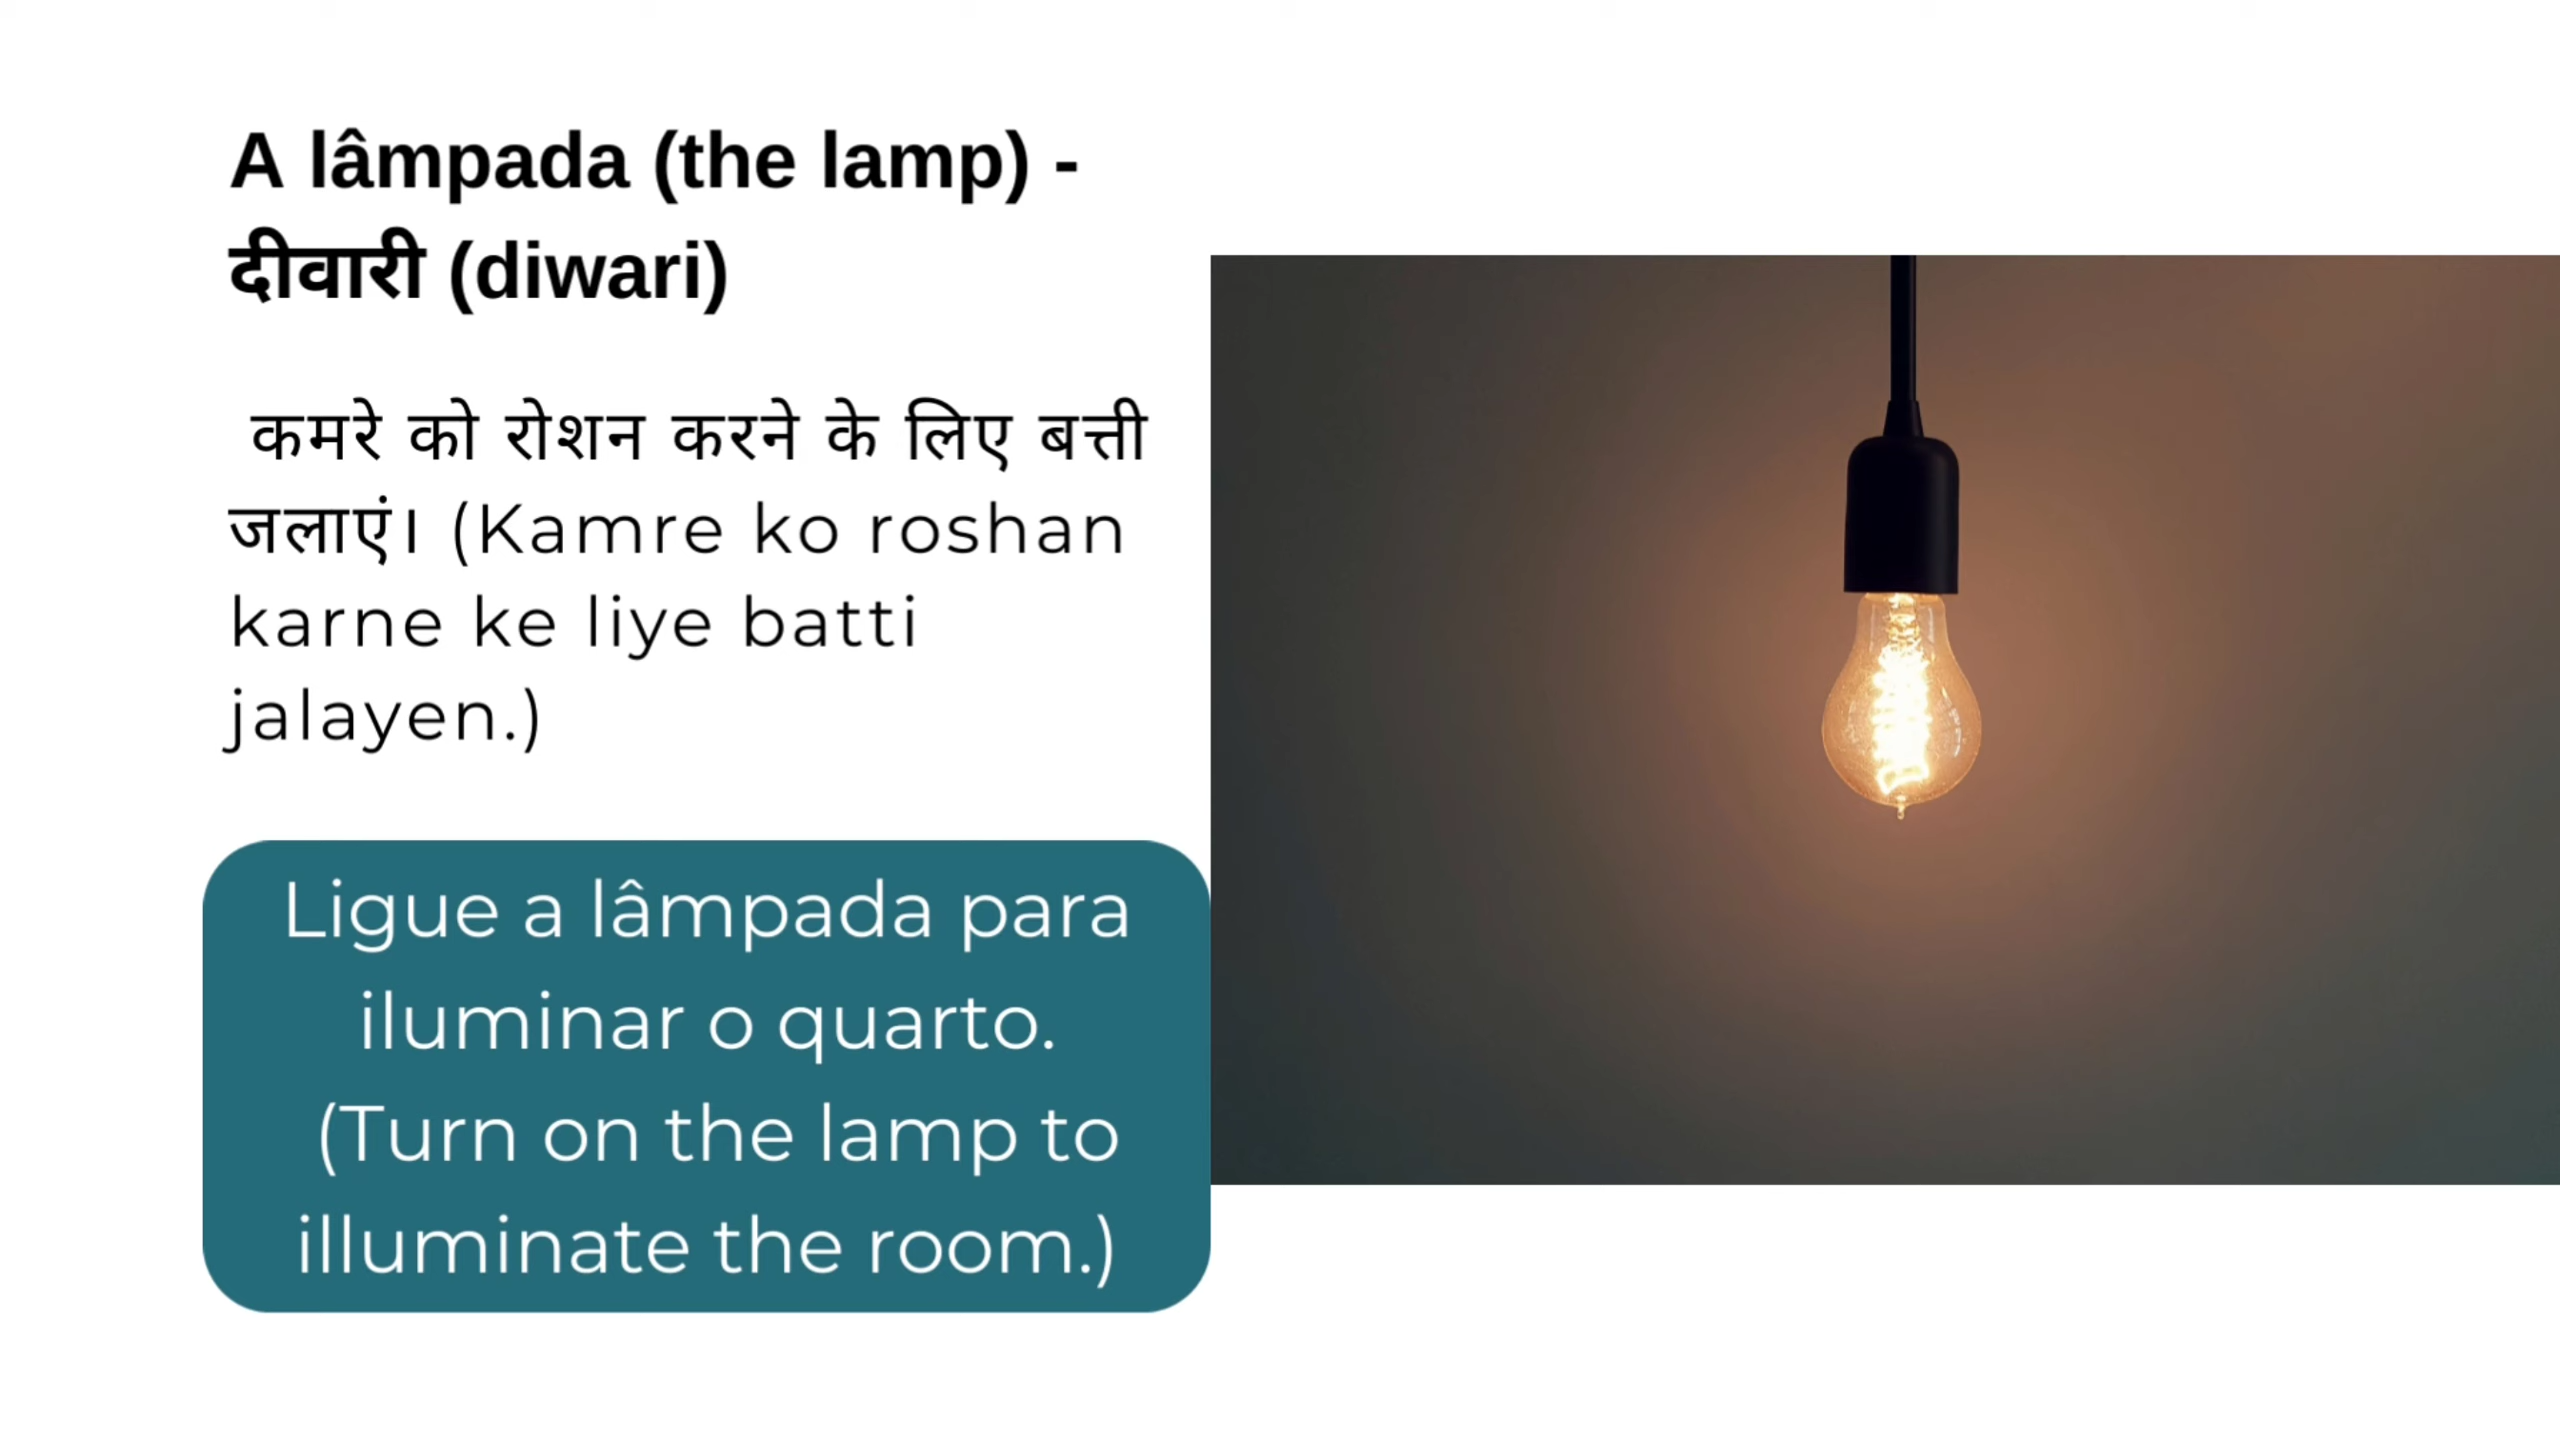 A lâmpada (the lamp) -
दीवारी (diwari)
कमरे को रोशन करने के लिए बत्ती
जलाएं। (Kamre ko roshan
karne ke liye batti
jalayen.)
Ligue a lâmpada para
iluminar o quarto.
(Turn on the lamp to
illuminate the room.)